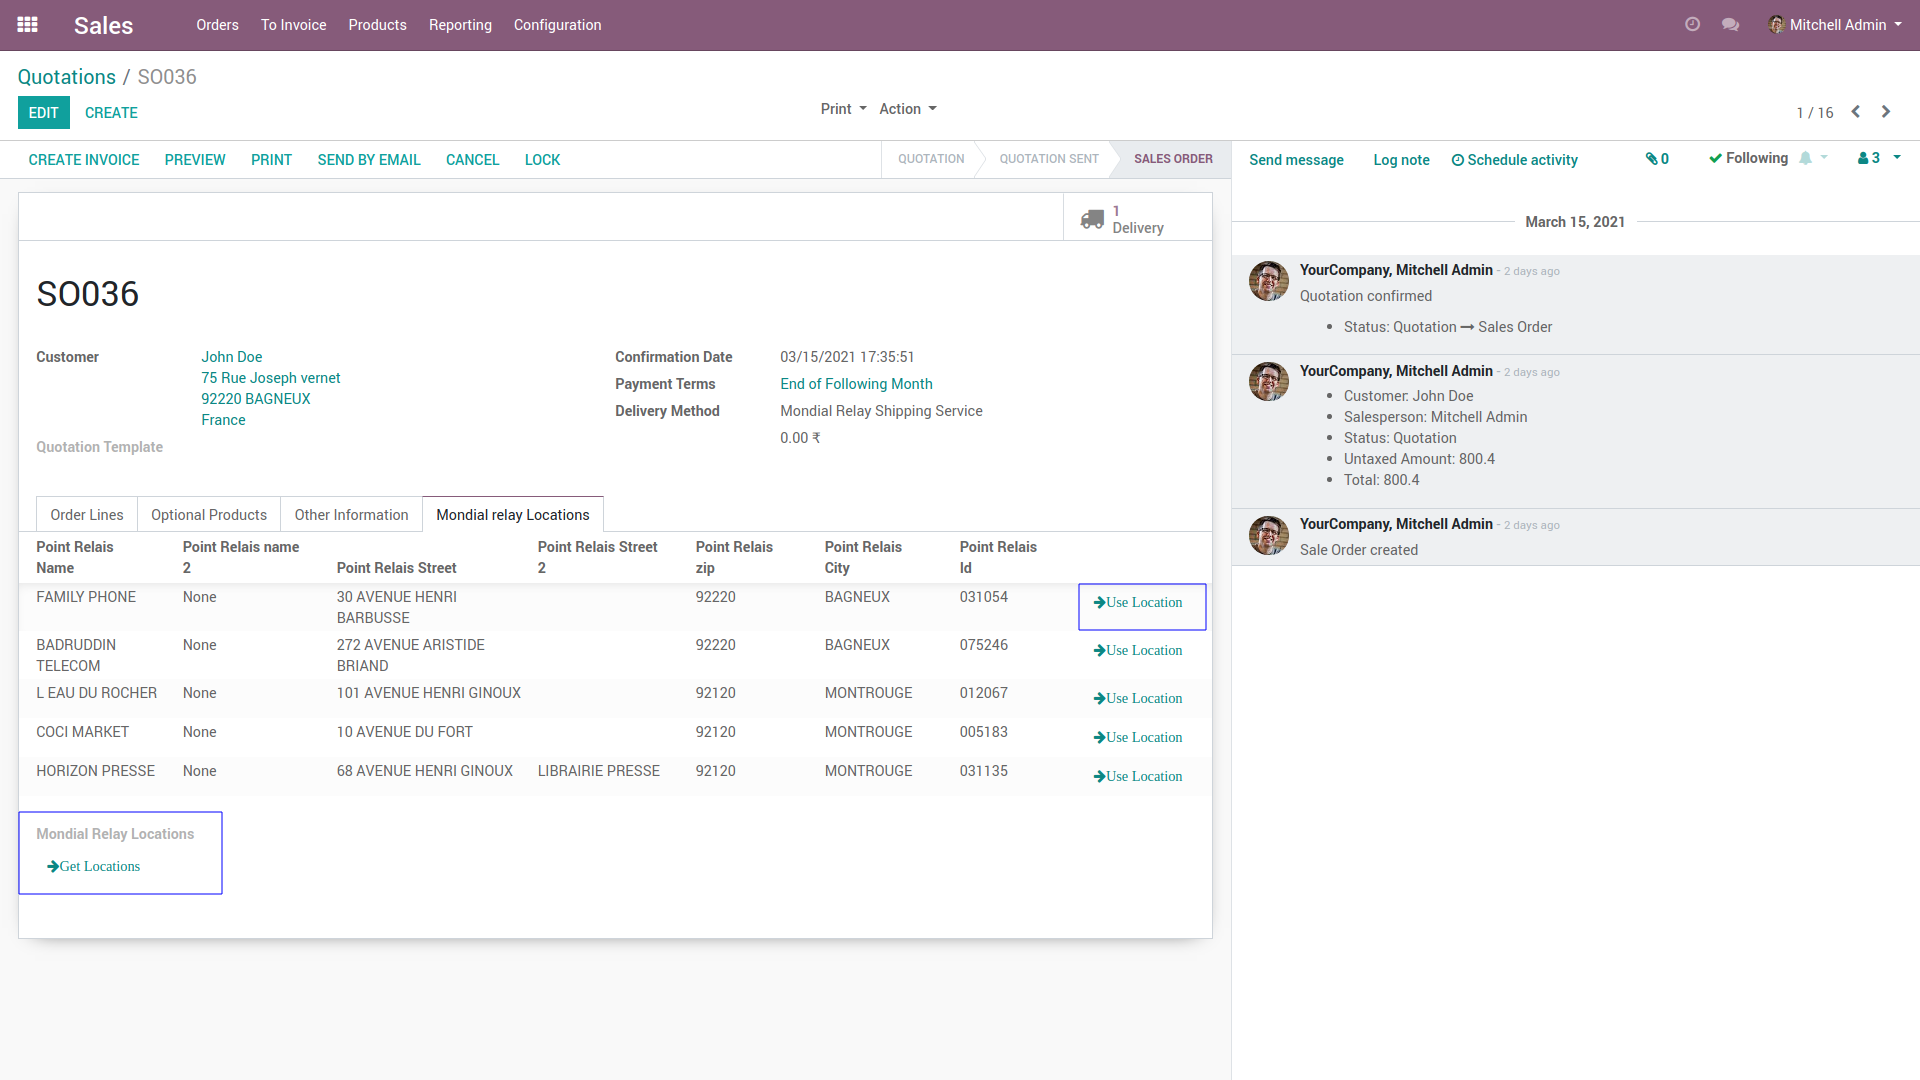 Sales
Orders
To Invoice
Products
Reporting
Configuration
Mitchell Admin
Quotations / SO036
EDIT
CREATE
Print
Action
1 / 16
CREATE INVOICE
PREVIEW
PRINT
SEND BY EMAIL
CANCEL
LOCK
QUOTATION
QUOTATION SENT
SALES ORDER
Send message
Log note
Schedule activity
0
Following
3
1
Delivery
SO036
Customer
John Doe
75 Rue Joseph vernet
92220 BAGNEUX
France
Quotation Template
Confirmation Date 03/15/2021 17:35:51
Payment Terms End of Following Month
Delivery Method Mondial Relay Shipping Service
0.00 ₹
Order Lines
Optional Products
Other Information
Mondial relay Locations
Point Relais Name
Point Relais name 2
Point Relais Street
Point Relais Street 2
Point Relais zip
Point Relais City
Point Relais Id
FAMILY PHONE None 30 AVENUE HENRI BARBUSSE 92220 BAGNEUX 031054 Use Location
BADRUDDIN TELECOM None 272 AVENUE ARISTIDE BRIAND 92220 BAGNEUX 075246 Use Location
L EAU DU ROCHER None 101 AVENUE HENRI GINOUX 92120 MONTROUGE 012067 Use Location
COCI MARKET None 10 AVENUE DU FORT 92120 MONTROUGE 005183 Use Location
HORIZON PRESSE None 68 AVENUE HENRI GINOUX LIBRAIRIE PRESSE 92120 MONTROUGE 031135 Use Location
Mondial Relay Locations
Get Locations
March 15, 2021
YourCompany, Mitchell Admin - 2 days ago
Quotation confirmed
Status: Quotation → Sales Order
YourCompany, Mitchell Admin - 2 days ago
Customer: John Doe
Salesperson: Mitchell Admin
Status: Quotation
Untaxed Amount: 800.4
Total: 800.4
YourCompany, Mitchell Admin - 2 days ago
Sale Order created